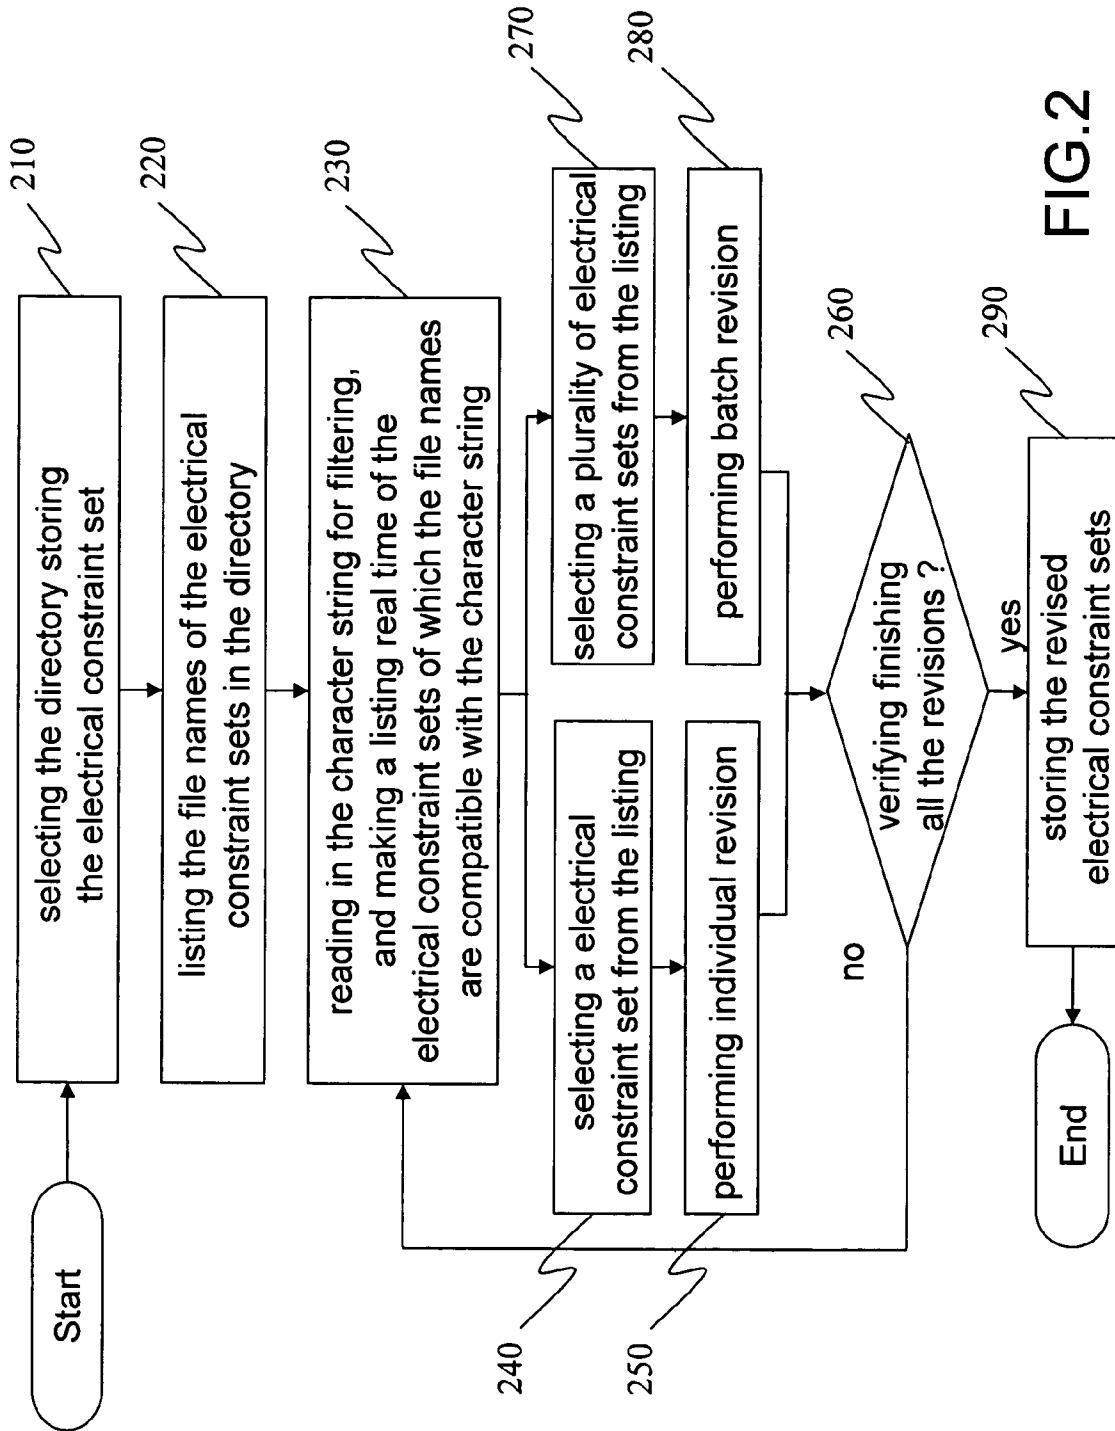 Start
210
selecting the directory storing
the electrical constraint set
220
listing the file names of the electrical
constraint sets in the directory
230
reading in the character string for filtering,
and making a listing real time of the
electrical constraint sets of which the file names
are compatible with the character string
240
selecting a electrical
constraint set from the listing
250
performing individual revision
270
selecting a plurality of electrical
constraint sets from the listing
280
performing batch revision
260
verifying finishing
all the revisions ?
no
yes
290
storing the revised
electrical constraint sets
End
FIG.2